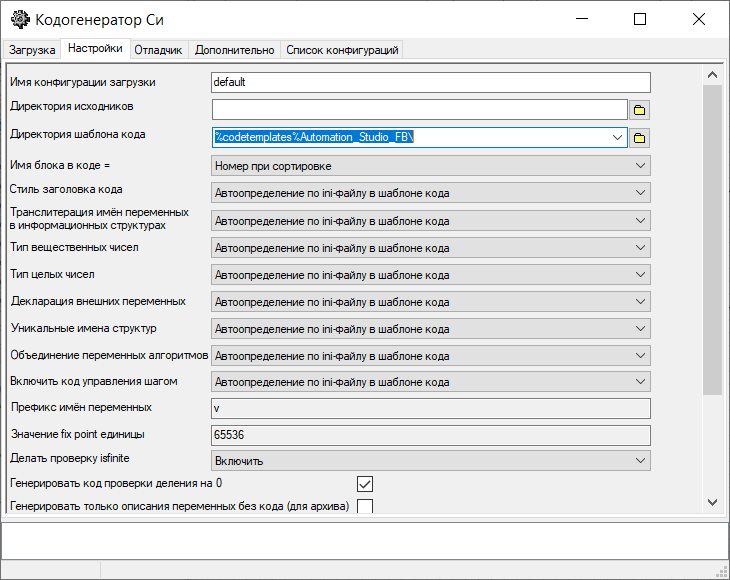 Кодогенератор Си
Загрузка Настройки Отладчик Дополнительно Список конфигураций
Имя конфигурации загрузки default
Директория исходников
Директория шаблона кода %codetemplates%Automation_Studio_FB\
Имя блока в коде = Номер при сортировке
Стиль заголовка кода Автоопределение по ini-файлу в шаблоне кода
Транслитерация имён переменных
в информационных структурах Автоопределение по ini-файлу в шаблоне кода
Тип вещественных чисел Автоопределение по ini-файлу в шаблоне кода
Тип целых чисел Автоопределение по ini-файлу в шаблоне кода
Декларация внешних переменных Автоопределение по ini-файлу в шаблоне кода
Уникальные имена структур Автоопределение по ini-файлу в шаблоне кода
Объединение переменных алгоритмов Автоопределение по ini-файлу в шаблоне кода
Включить код управления шагом Автоопределение по ini-файлу в шаблоне кода
Префикс имён переменных v
Значение fix point единицы 65536
Делать проверку isfinite Включить
Генерировать код проверки деления на 0
Генерировать только описания переменных без кода (для архива)